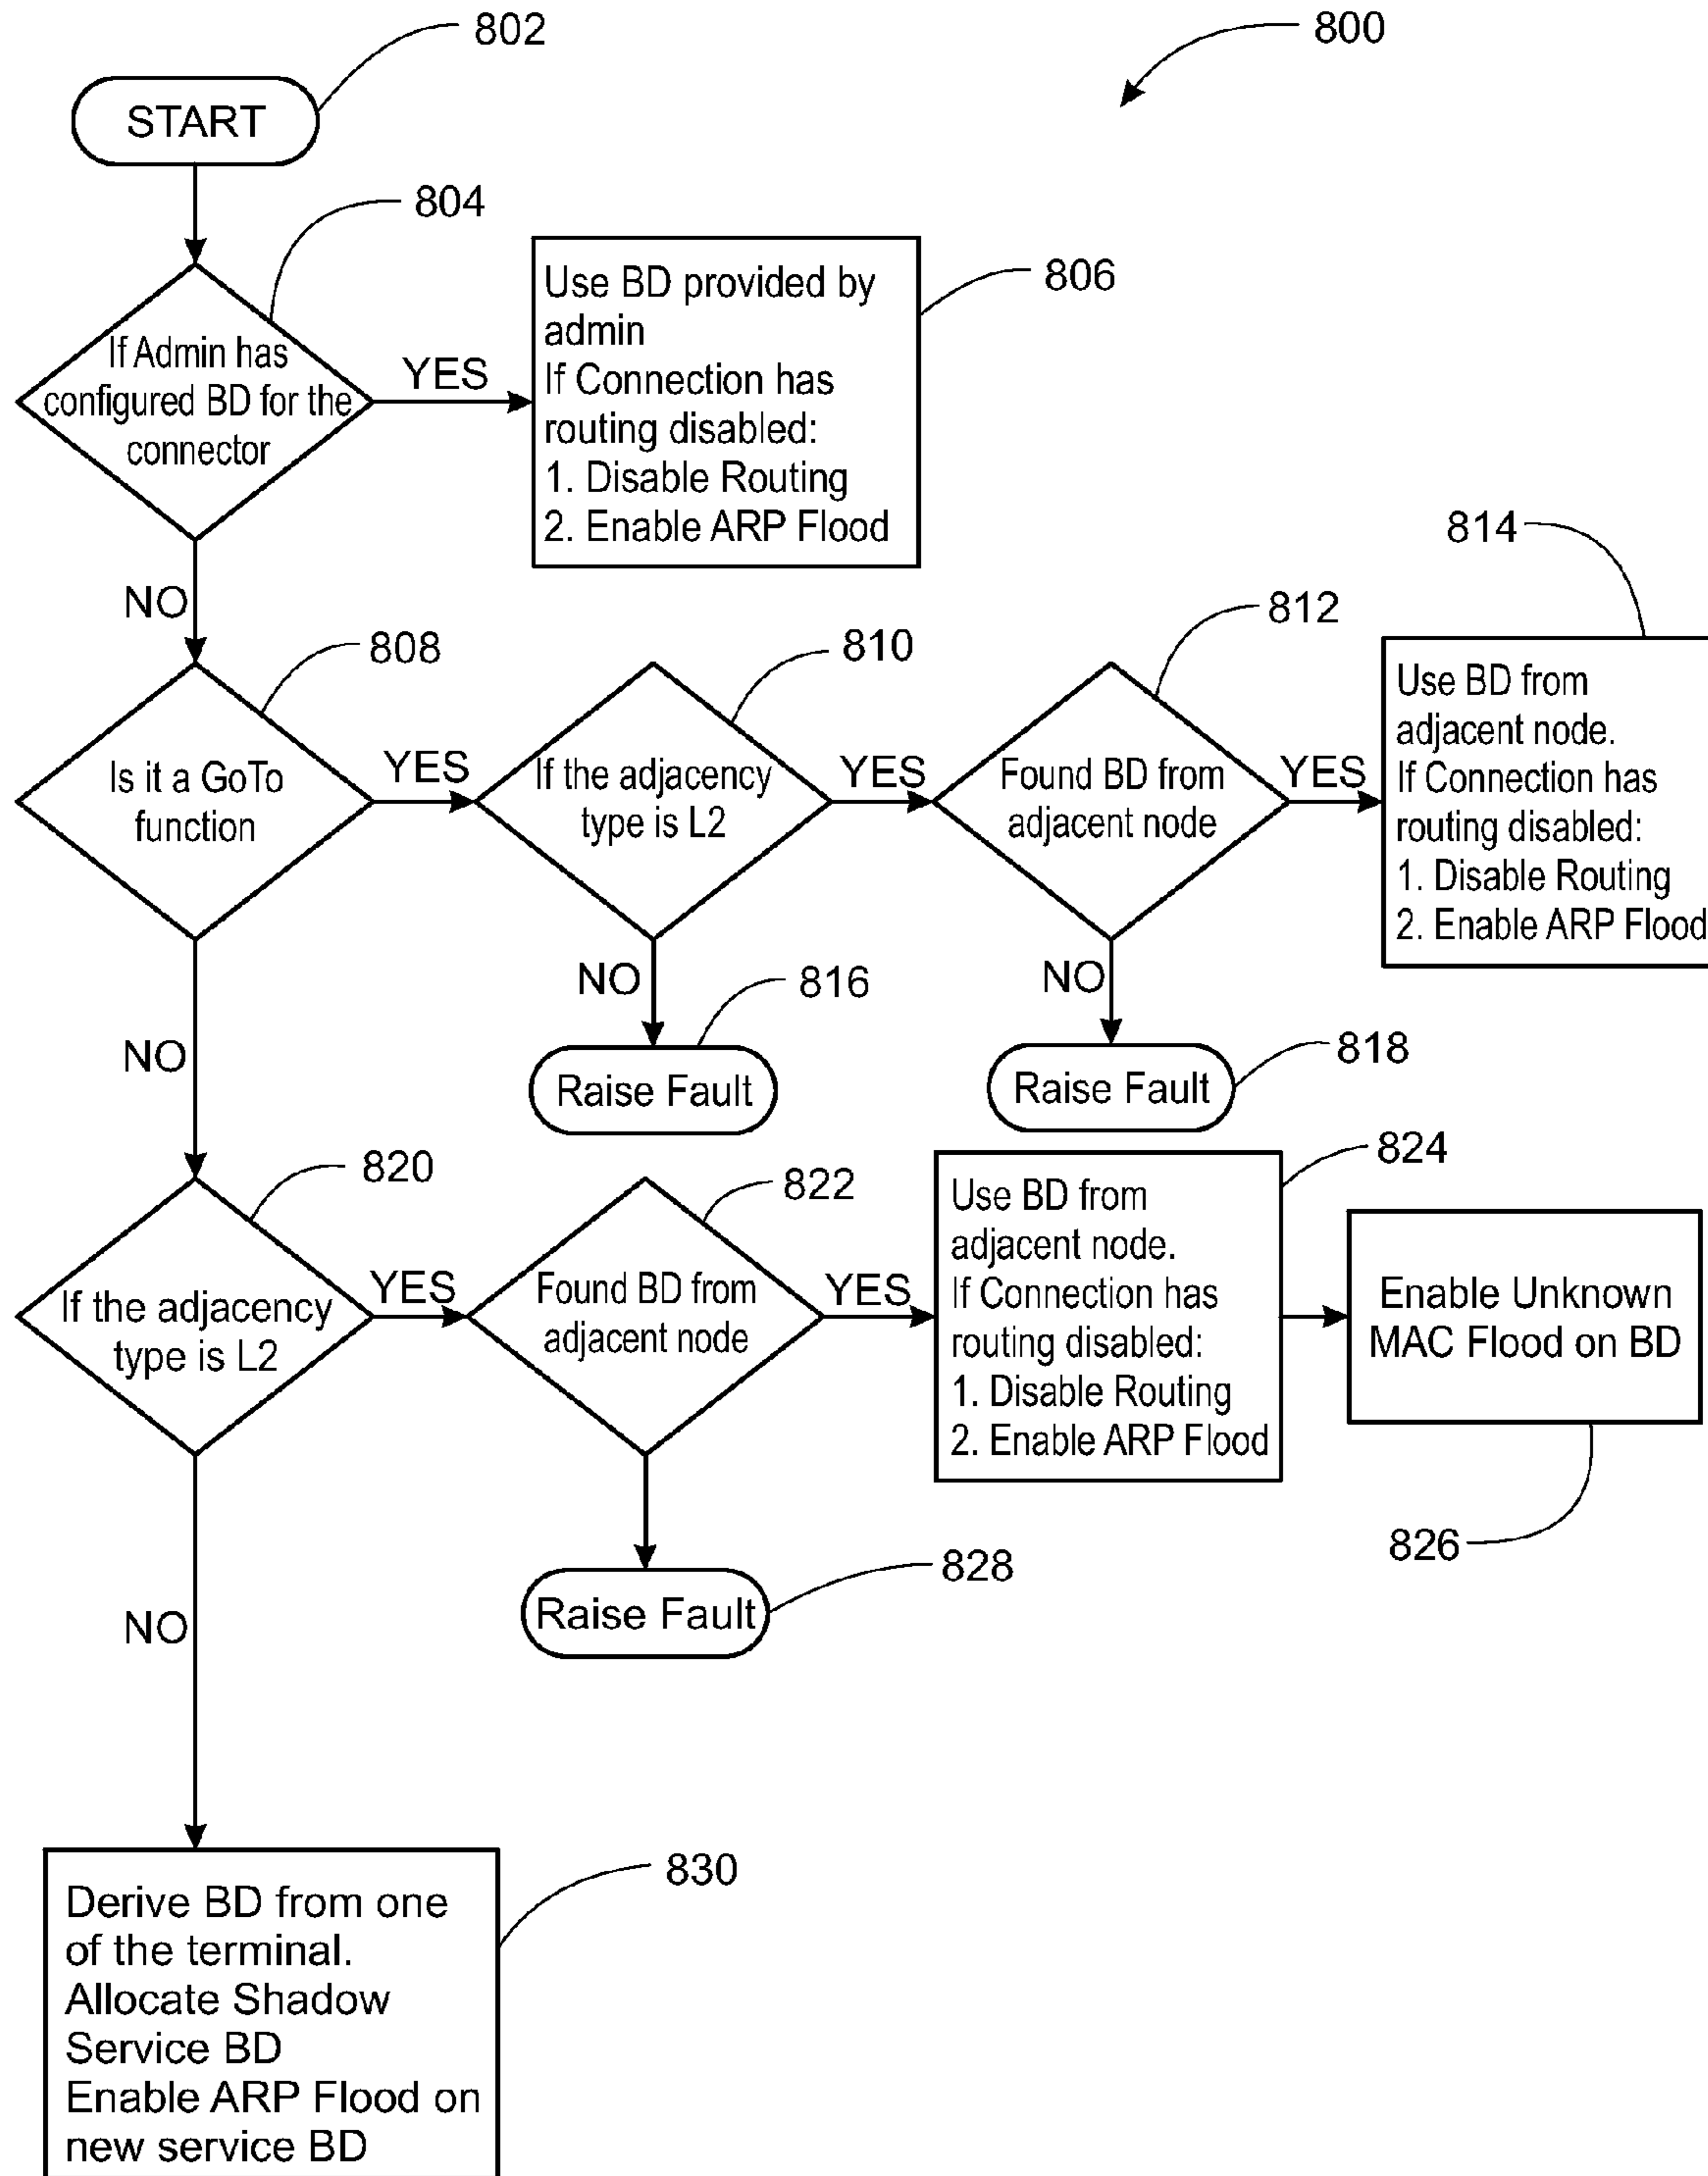 802
800
START
804
If Admin has
configured BD for the
connector
YES
Use BD provided by
admin
If Connection has
routing disabled:
1. Disable Routing
2. Enable ARP Flood
806
NO
808
Is it a GoTo
function
YES
810
If the adjacency
type is L2
YES
812
Found BD from
adjacent node
YES
814
Use BD from
adjacent node.
If Connection has
routing disabled:
1. Disable Routing
2. Enable ARP Flood
NO
816
Raise Fault
NO
818
Raise Fault
NO
820
If the adjacency
type is L2
YES
822
Found BD from
adjacent node
YES
824
Use BD from
adjacent node.
If Connection has
routing disabled:
1. Disable Routing
2. Enable ARP Flood
Enable Unknown
MAC Flood on BD
826
828
Raise Fault
NO
830
Derive BD from one
of the terminal.
Allocate Shadow
Service BD
Enable ARP Flood on
new service BD